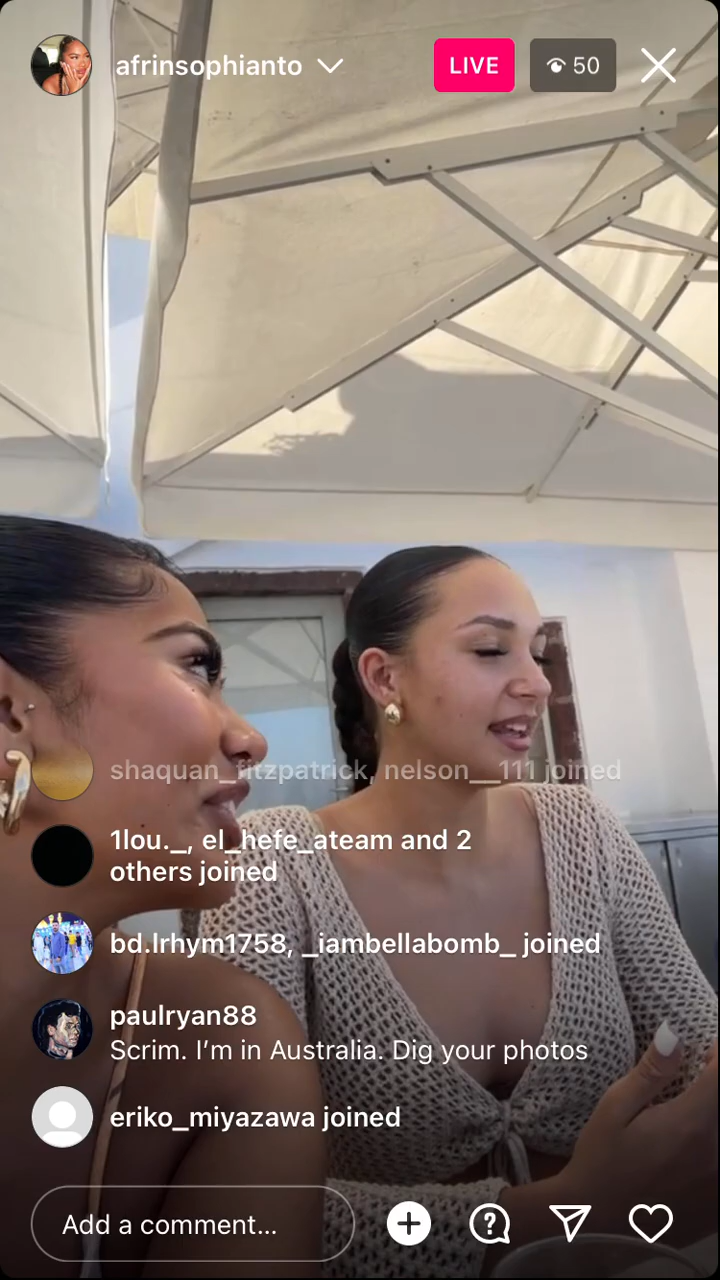 afrinsophianto
LIVE
50
shaquan_fitzpatrick, nelson__111 joined
1lou._, el_hefe_ateam and 2
others joined
bd.lrhym1758, _iambellabomb_ joined
paulryan88
Scrim. I’m in Australia. Dig your photos
eriko_miyazawa joined
Add a comment...